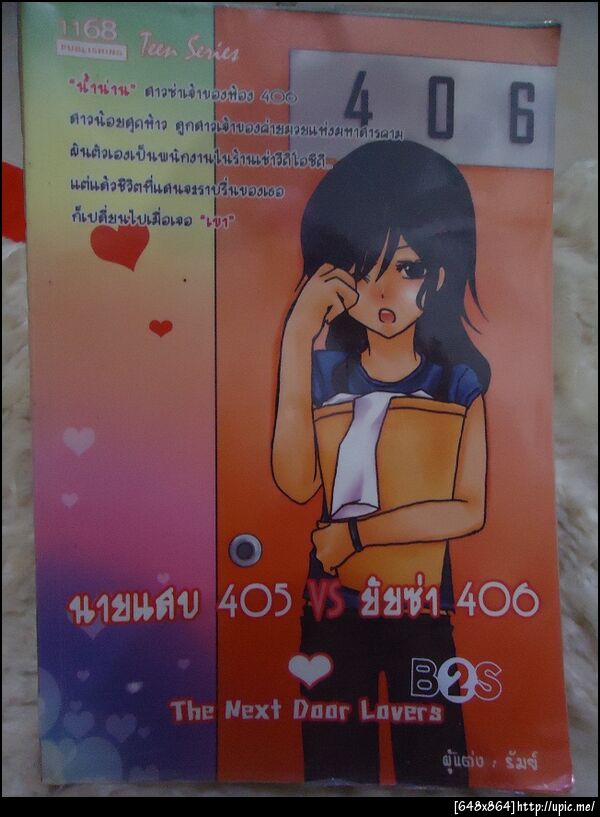 1168
PUBLISHING
Teen Series
406
"น้ำน่าน" สาวซ่าเจ้าของห้อง 406
สาวน้อยสุดห้าว ลูกสาวเจ้าของค่ายมวยแห่งมหาสารคาม
ผันตัวเองเป็นพนักงานในร้านเช่าวีดีโอซีดี...
แต่แล้วชีวิตที่แสนจะราบรื่นของเธอ
ก็เปลี่ยนไปเมื่อเจอ "เขา"
นายแสบ 405 VS ยัยซ่า 406
B2S
The Next Door Lovers
ผู้แต่ง : รัมย์
[648x864]http://upic.me/